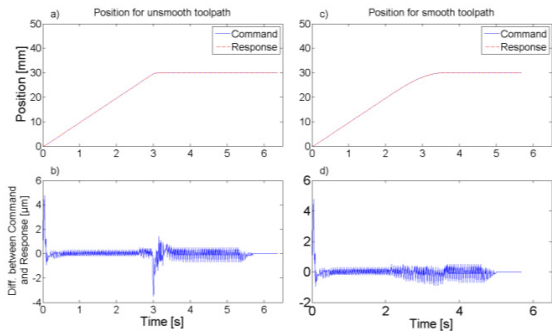 a) Position for unsmooth toolpath
c) Position for smooth toolpath
Position [mm]
50
40
30
20
10
0
0 1 2 3 4 5 6
Command
Response
50
40
30
20
10
0
0 1 2 3 4 5 6
Command
Response
b)
Diff. between Command
and Response [µm]
6
4
2
0
-2
-4
0 1 2 3 4 5 6
Time [s]
d)
6
4
2
0
-2
0 1 2 3 4 5 6
Time [s]